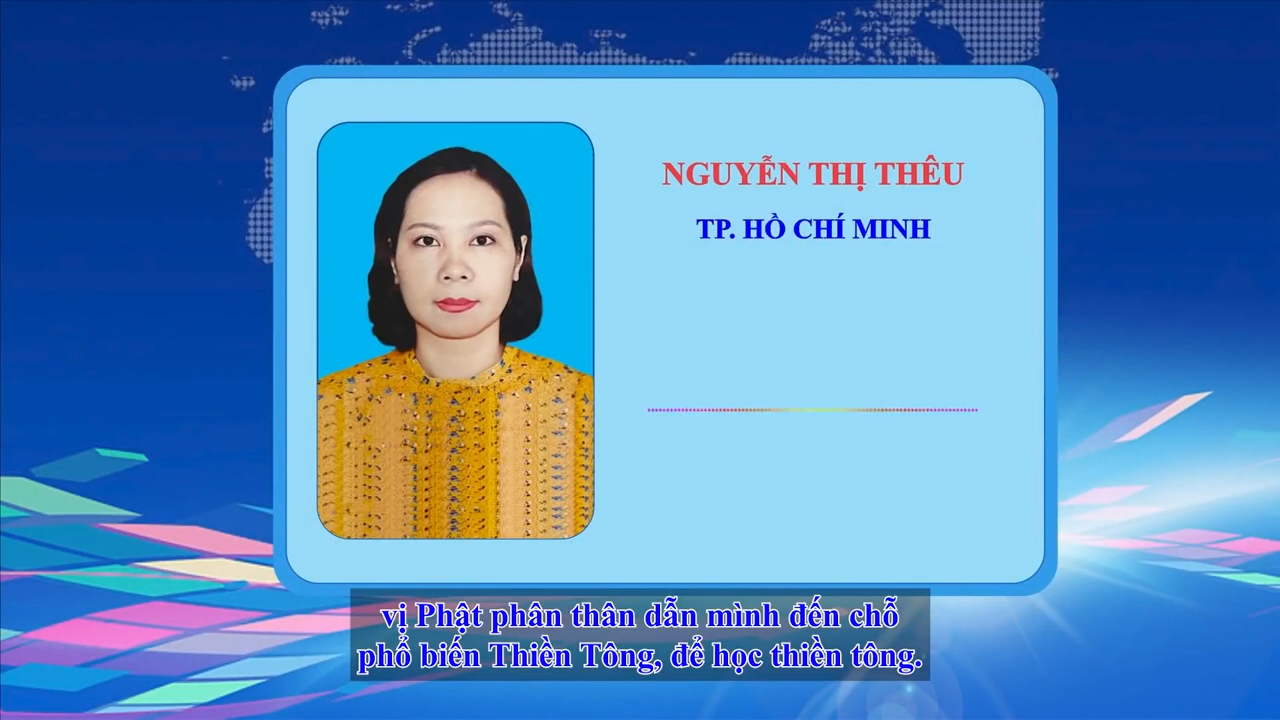 NGUYỄN THỊ THÊU
TP. HỒ CHÍ MINH
vị Phật phân thân dẫn mình đến chỗ
phổ biến Thiền Tông, để học thiền tông.